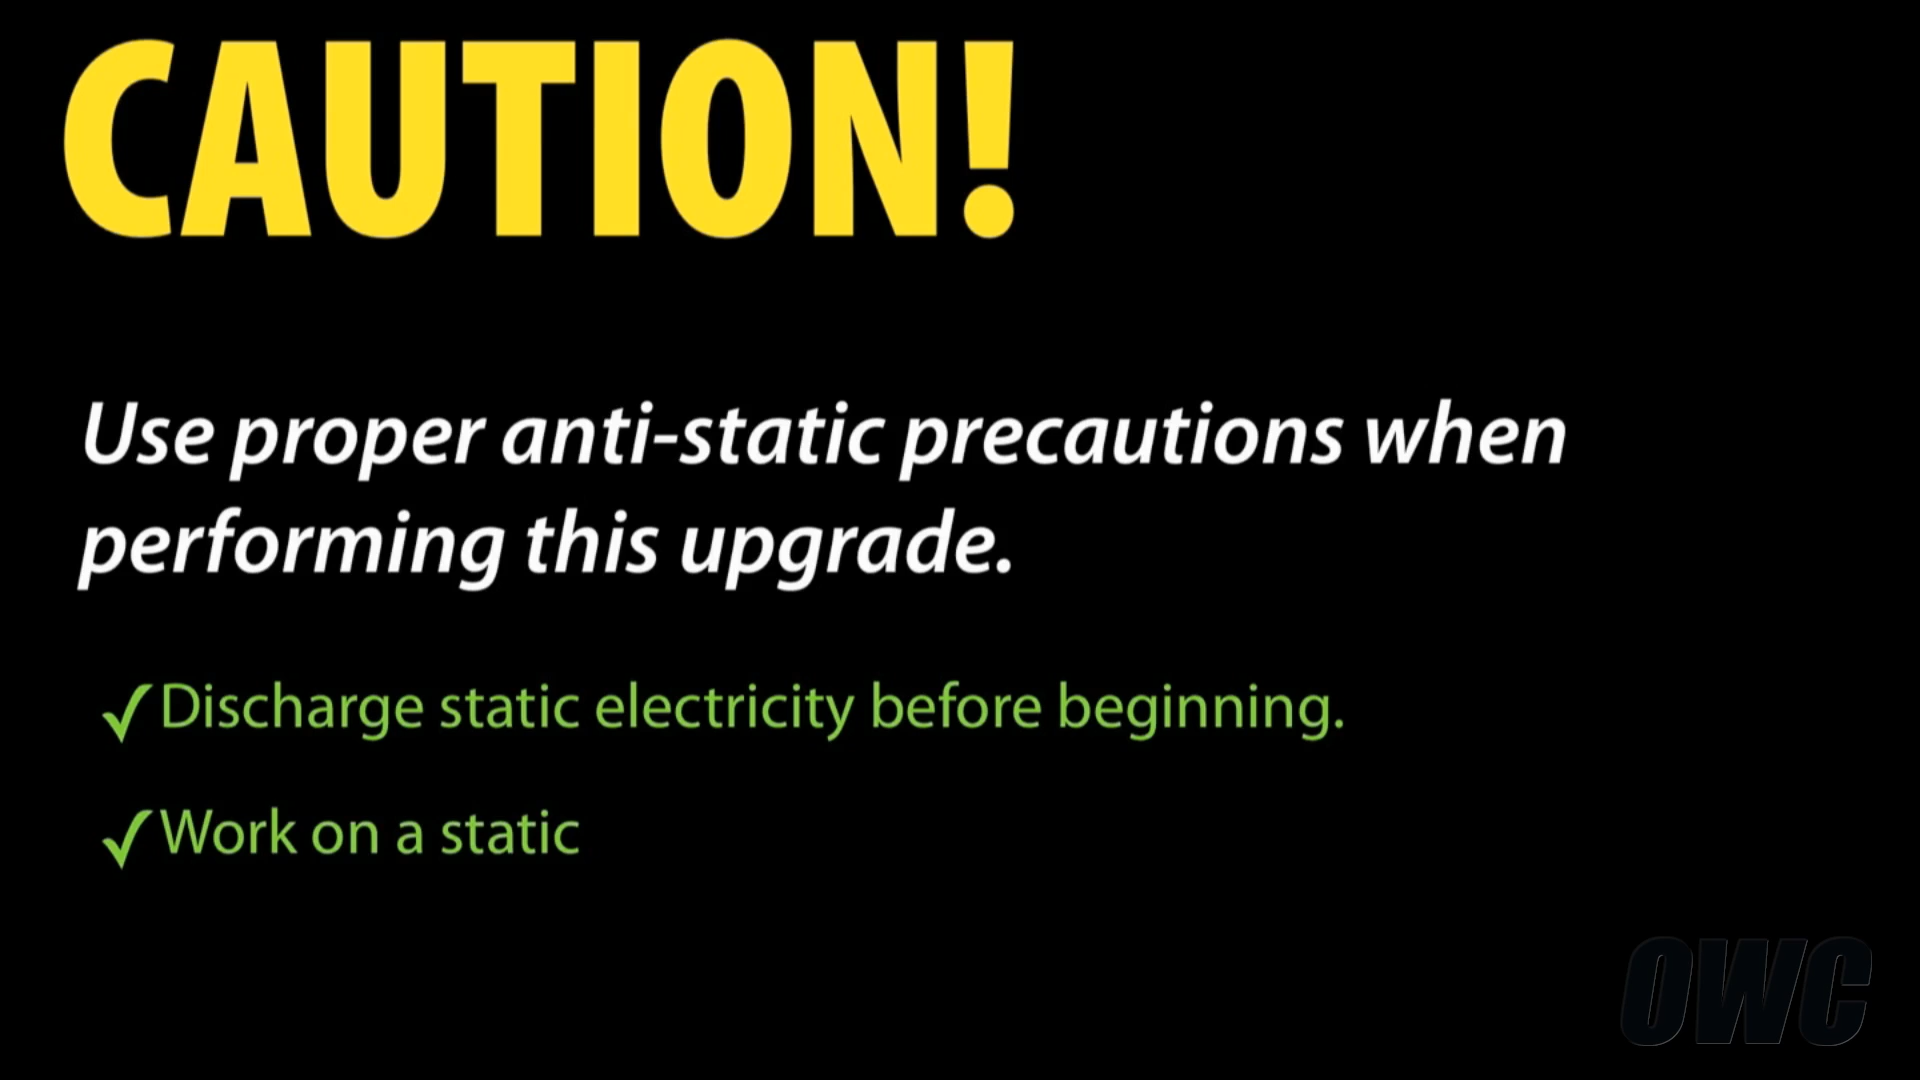 CAUTION!
Use proper anti-static precautions when
performing this upgrade.
✓Discharge static electricity before beginning.
✓Work on a static
OWC